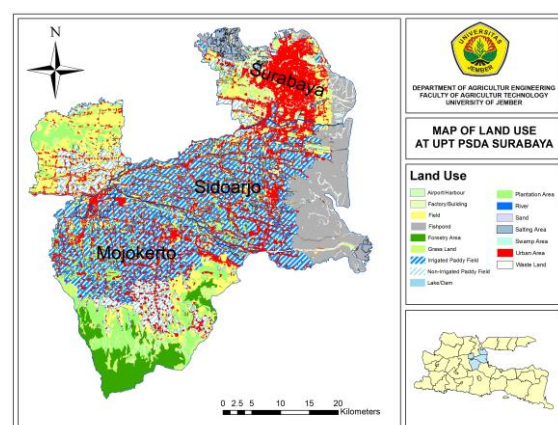 N
Surabaya
Sidoarjo
Mojokerto
0 2.5 5 10 15 20
Kilometers
UNIVERSITAS
JEMBER
DEPARTMENT OF AGRICULTUR ENGINEERING
FACULTY OF AGRICULTUR TECHNOLOGY
UNIVERSITY OF JEMBER
MAP OF LAND USE
AT UPT PSDA SURABAYA
Land Use
Airport/Harbour
Factory/Building
Field
Fishpond
Forestry Area
Grass Land
Irrigated Paddy Field
Non-Irrigated Paddy Field
Lake/Dam
Plantation Area
River
Sand
Salting Area
Swamp Area
Urban Area
Waste Land